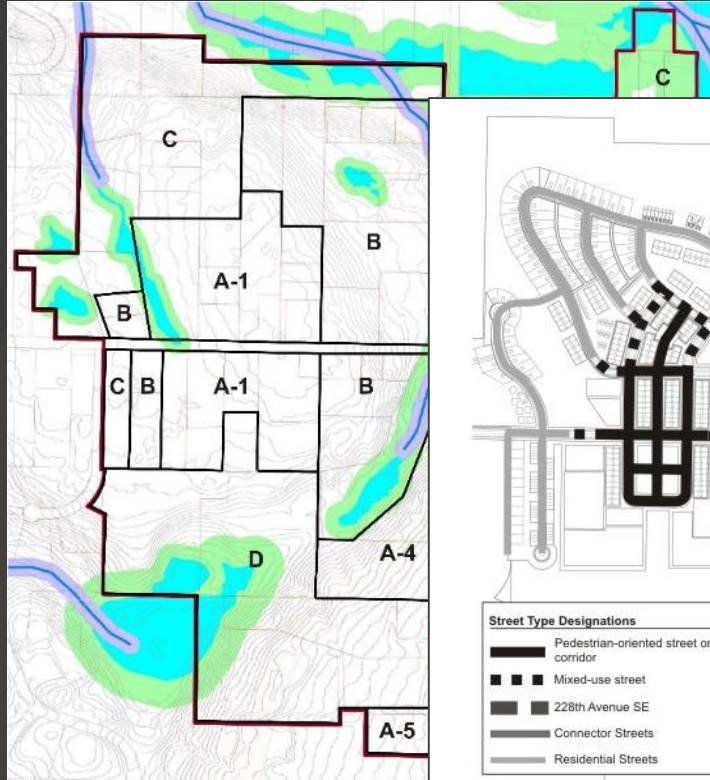 C
C
B
A-1
B
C
B
A-1
B
D
A-4
A-5
Street Type Designations
Pedestrian-oriented street or
corridor
Mixed-use street
228th Avenue SE
Connector Streets
Residential Streets